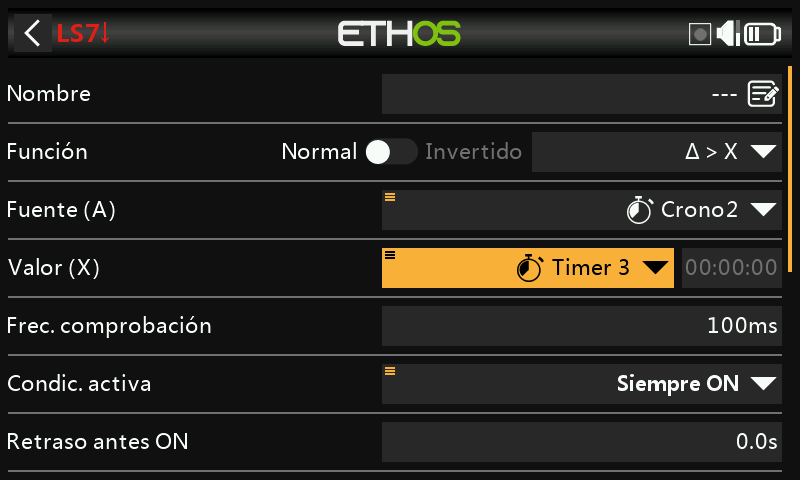 LS7↓ ETHOS
Nombre ---
Función Normal Invertido Δ > X
Fuente (A) Crono2
Valor (X) Timer 3 00:00:00
Frec. comprobación 100ms
Condic. activa Siempre ON
Retraso antes ON 0.0s